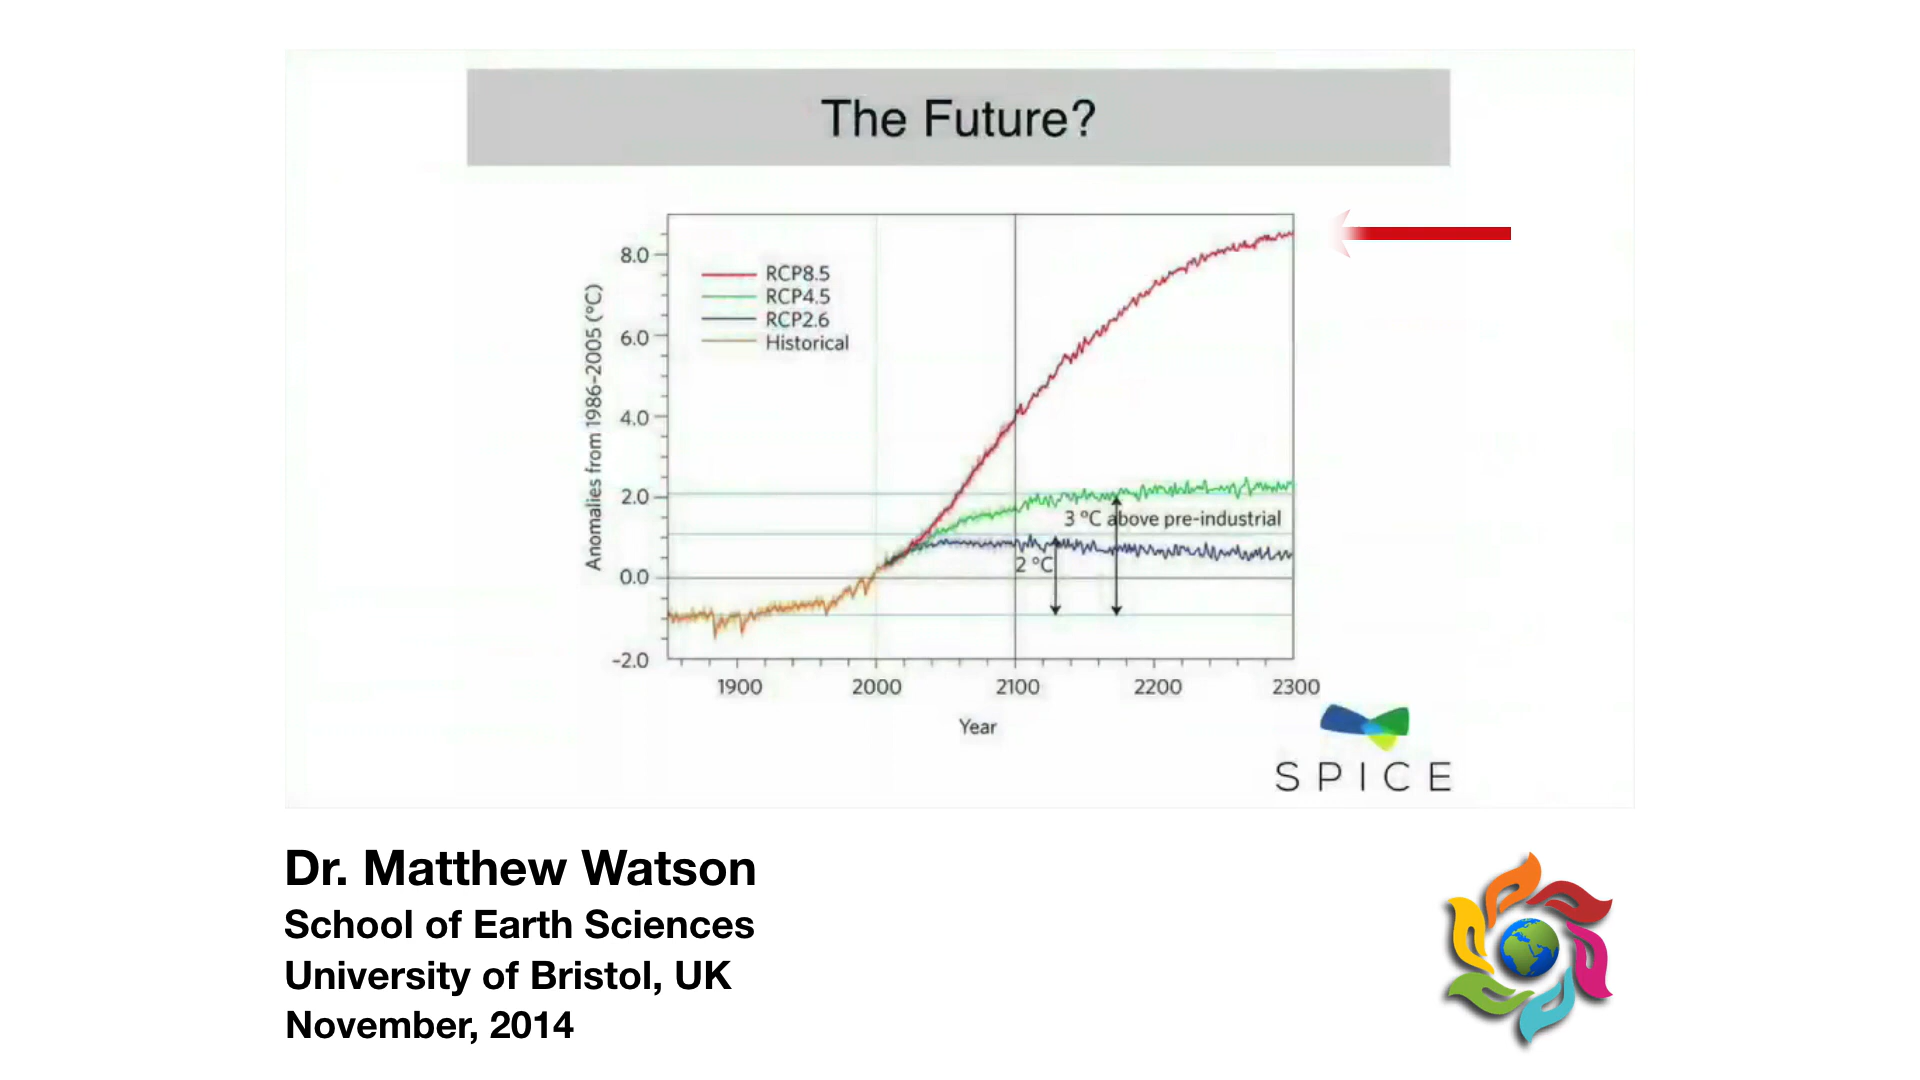 The Future?
8.0
6.0
4.0
2.0
0.0
-2.0
Anomalies from 1986–2005 (°C)
RCP8.5
RCP4.5
RCP2.6
Historical
3 °C above pre-industrial
2 °C
1900 2000 2100 2200 2300
Year
SPICE
Dr. Matthew Watson
School of Earth Sciences
University of Bristol, UK
November, 2014